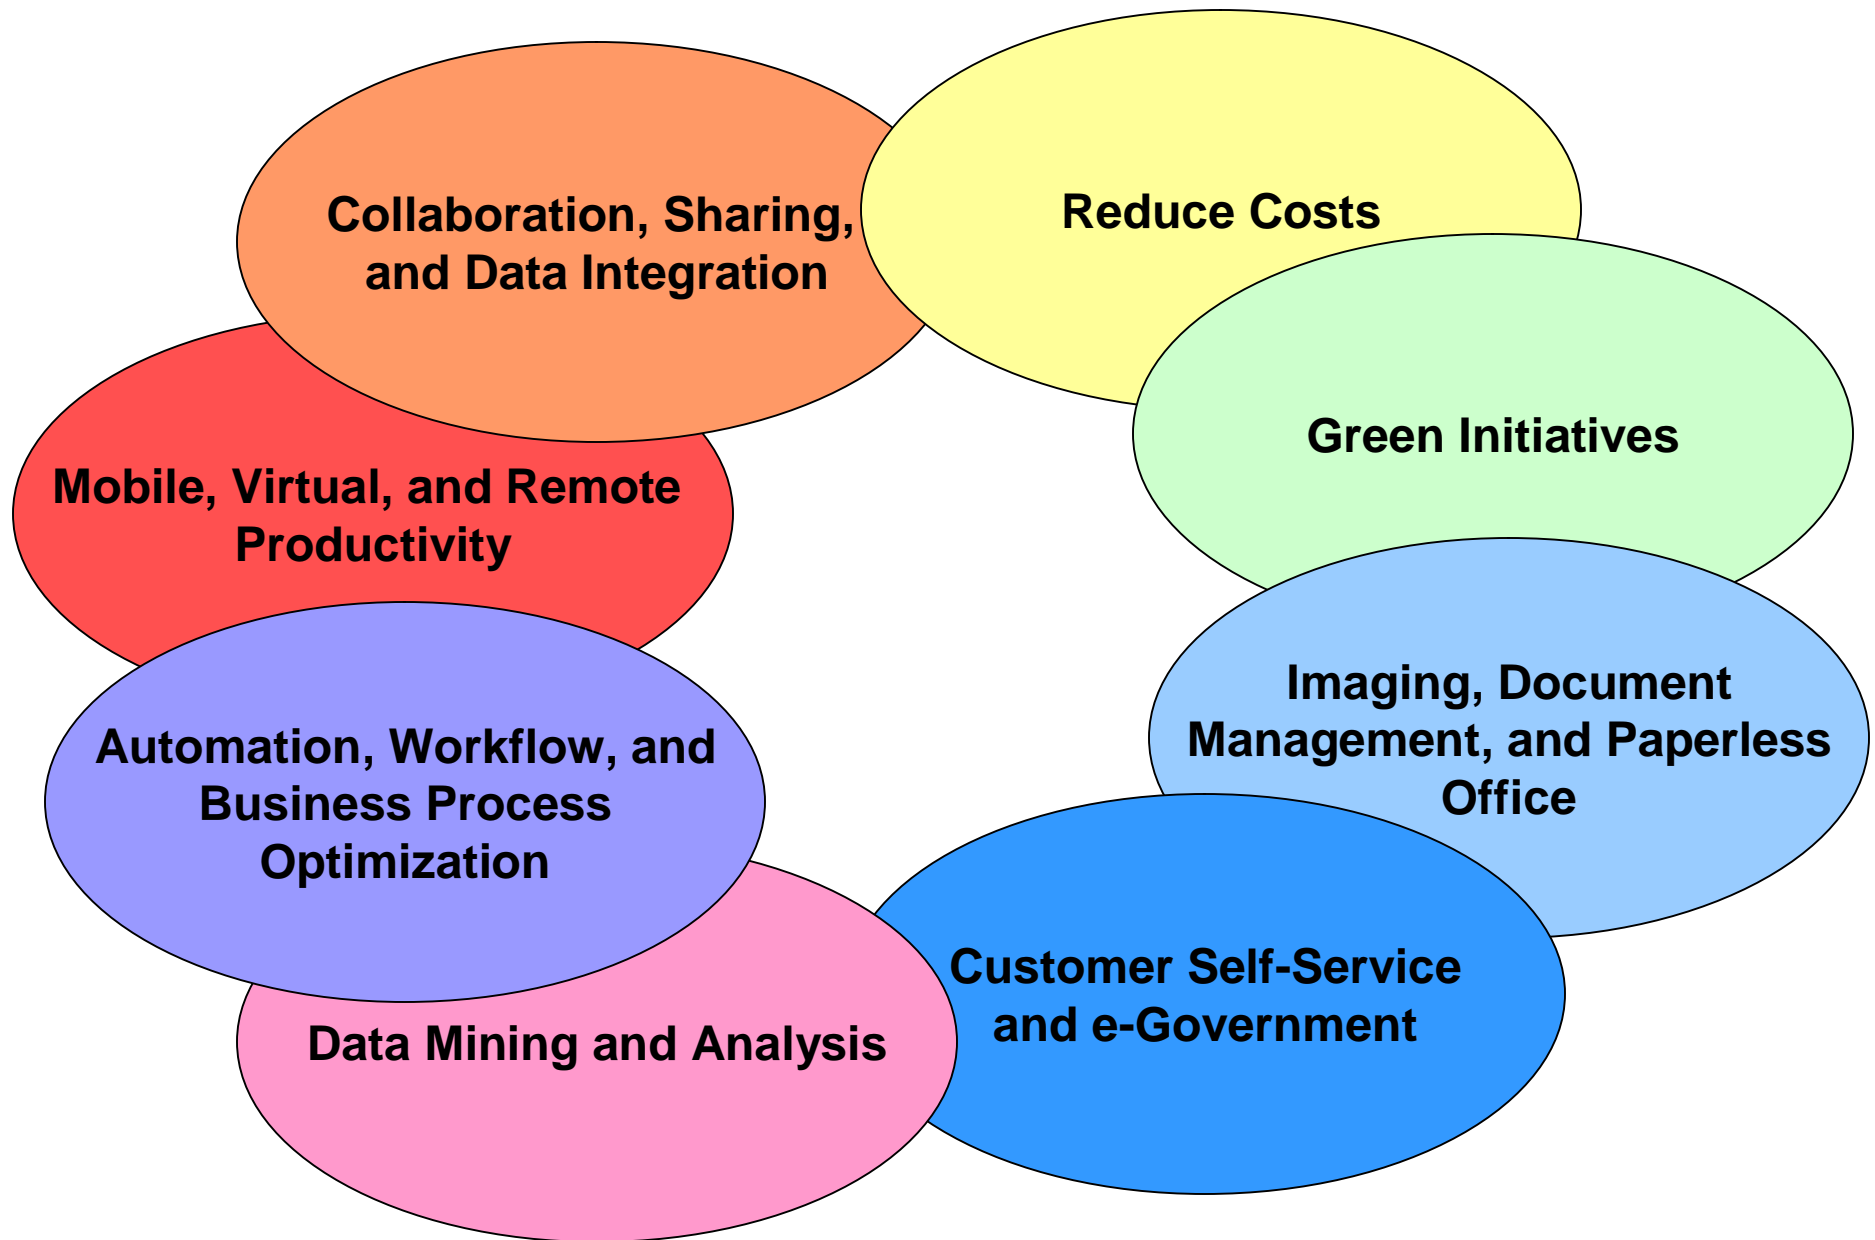 Collaboration, Sharing,
and Data Integration
Reduce Costs
Green Initiatives
Mobile, Virtual, and Remote
Productivity
Imaging, Document
Management, and Paperless
Office
Automation, Workflow, and
Business Process
Optimization
Customer Self-Service
and e-Government
Data Mining and Analysis